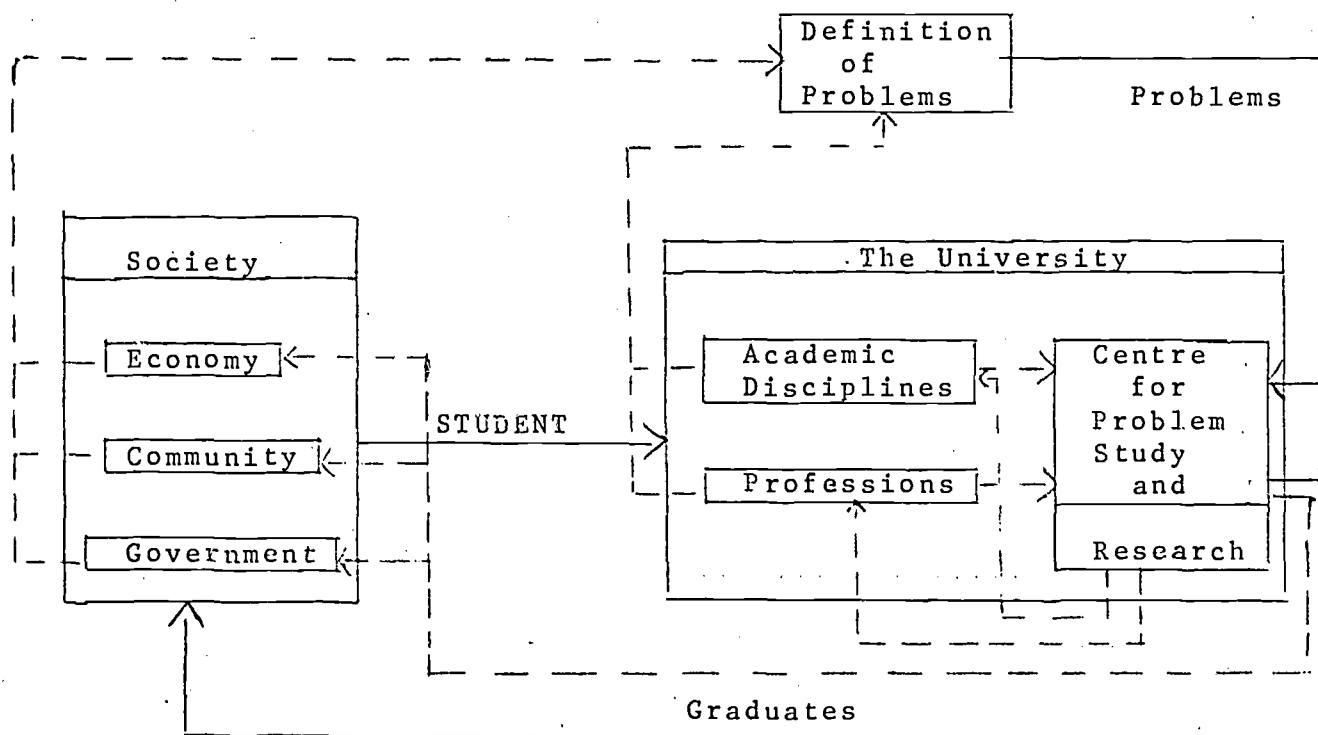 Definition
of
Problems
Problems
Society
The University
Economy
Academic
Disciplines
Centre
for
Problem
Study
and
STUDENT
Community
Professions
Government
Research
Graduates